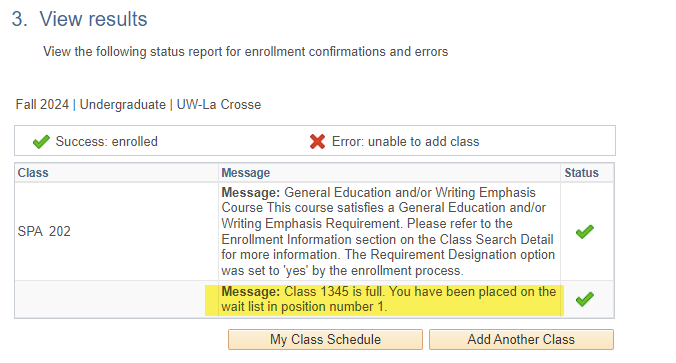 3. View results
View the following status report for enrollment confirmations and errors
Fall 2024 | Undergraduate | UW-La Crosse
Success: enrolled
Error: unable to add class
Class
Message
Status
SPA 202
Message: General Education and/or Writing Emphasis
Course This course satisfies a General Education and/or
Writing Emphasis Requirement. Please refer to the
Enrollment Information section on the Class Search Detail
for more information. The Requirement Designation option
was set to 'yes' by the enrollment process.
Message: Class 1345 is full. You have been placed on the
wait list in position number 1.
My Class Schedule
Add Another Class